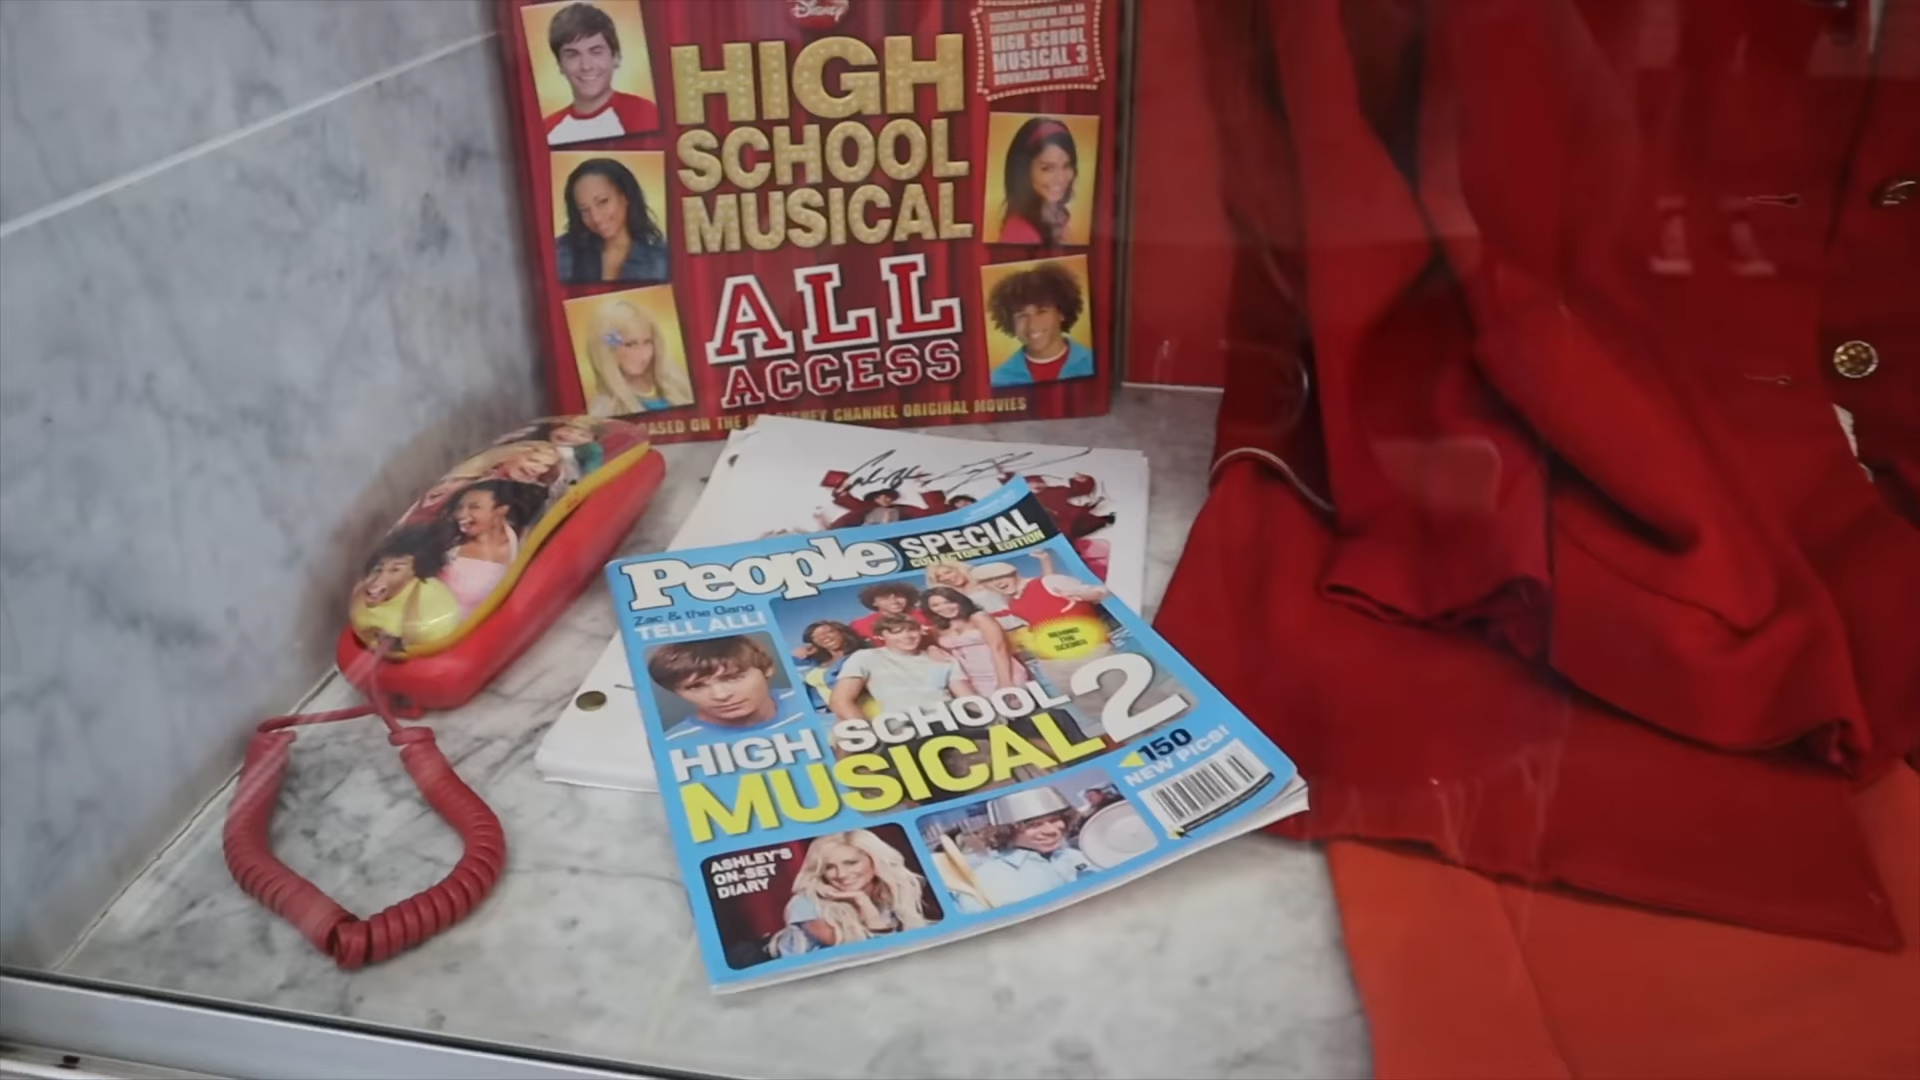 Disney
HIGH
SCHOOL
MUSICAL
ALL
ACCESS
HIGH SCHOOL
MUSICAL 3
DOWNLOADS INSIDE!
BASED ON THE DISNEY CHANNEL ORIGINAL MOVIES
People SPECIAL
COLLECTOR'S EDITION
Zac & the Gang
TELL ALL!
BEHIND
THE
SCENES
HIGH SCHOOL
MUSICAL 2
150
NEW PICS!
ASHLEY'S
ON-SET
DIARY